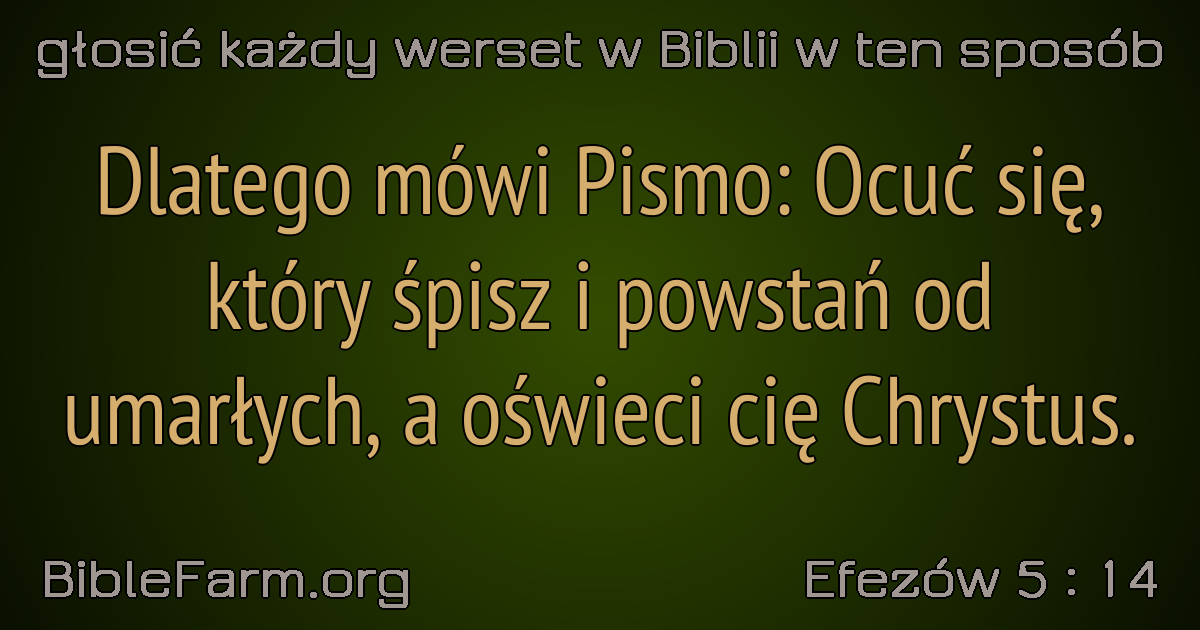 głosić każdy werset w Biblii w ten sposób
Dlatego mówi Pismo: Ocuć się,
który śpisz i powstań od
umarłych, a oświeci cię Chrystus.
BibleFarm.org
Efezów 5 : 14